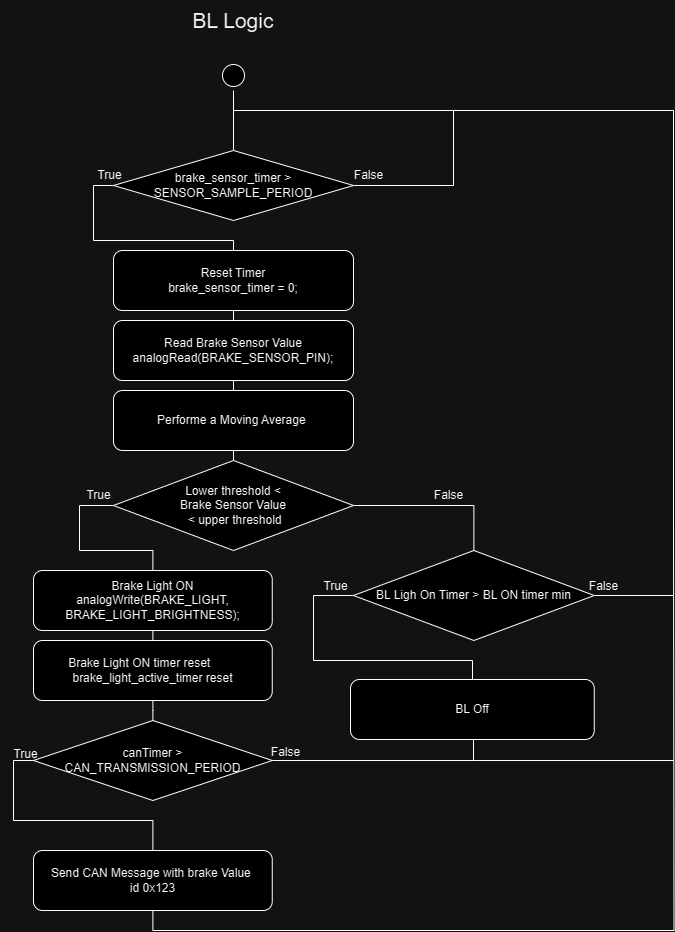 BL Logic
brake_sensor_timer >
SENSOR_SAMPLE_PERIOD
True
False
Reset Timer
brake_sensor_timer = 0;
Read Brake Sensor Value
analogRead(BRAKE_SENSOR_PIN);
Performe a Moving Average
Lower threshold <
Brake Sensor Value
< upper threshold
True
False
Brake Light ON
analogWrite(BRAKE_LIGHT,
BRAKE_LIGHT_BRIGHTNESS);
BL Ligh On Timer > BL ON timer min
True
False
Brake Light ON timer reset
brake_light_active_timer reset
BL Off
canTimer >
CAN_TRANSMISSION_PERIOD
True
False
Send CAN Message with brake Value
id 0x123